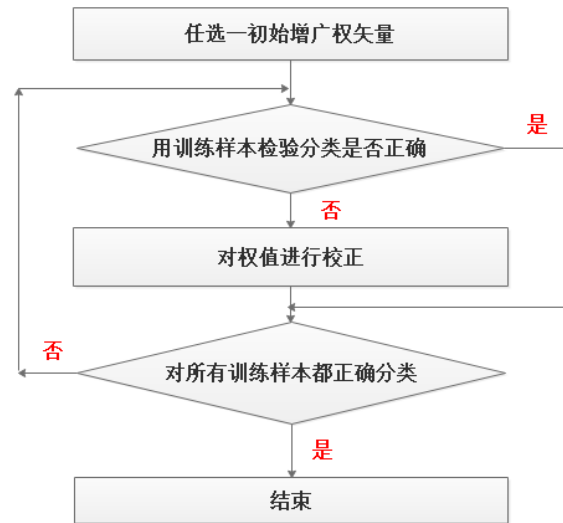 任选一初始增广权矢量
用训练样本检验分类是否正确
是
否
对权值进行校正
对所有训练样本都正确分类
否
是
结束